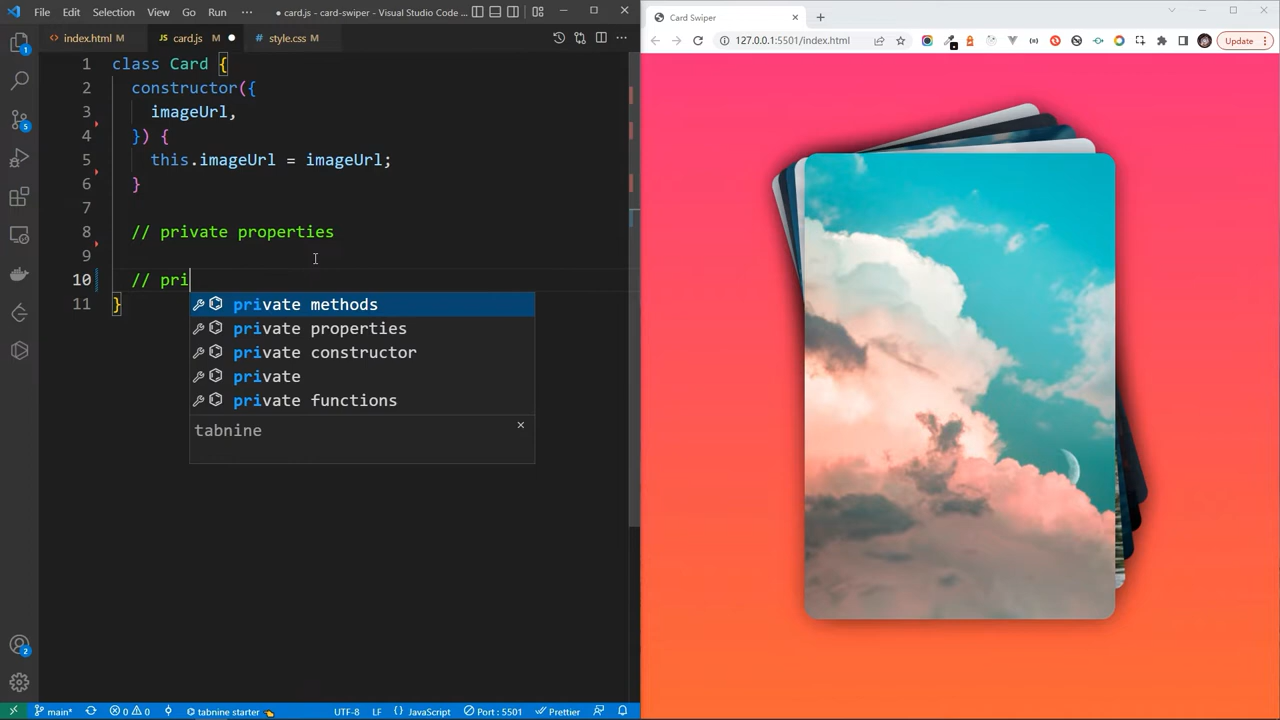 File Edit Selection View Go Run ··· ● card.js - card-swiper - Visual Studio Code ...
index.html M
card.js M
style.css M
1 class Card {
2 constructor({
3 imageUrl,
4 }) {
5 this.imageUrl = imageUrl;
6 }
7
8 // private properties
9
10 // pri
11 }
private methods
private properties
private constructor
private
private functions
tabnine
1
5
2
main* 0 0 tabnine starter UTF-8 LF {} JavaScript Port : 5501 Prettier
Card Swiper
127.0.0.1:5501/index.html
Update